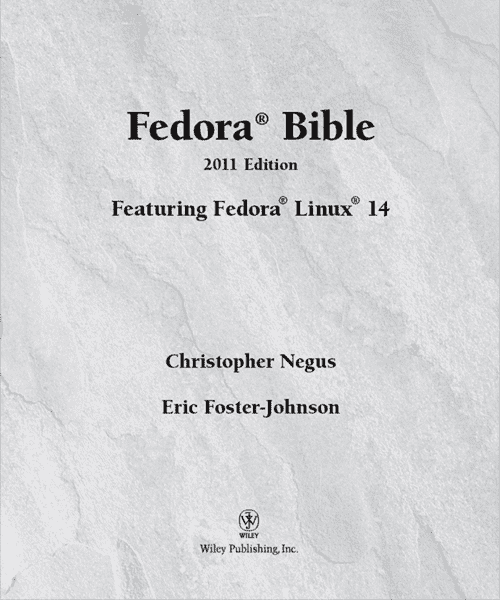 Fedora® Bible
2011 Edition
Featuring Fedora® Linux® 14
Christopher Negus
Eric Foster-Johnson
WILEY
Wiley Publishing, Inc.